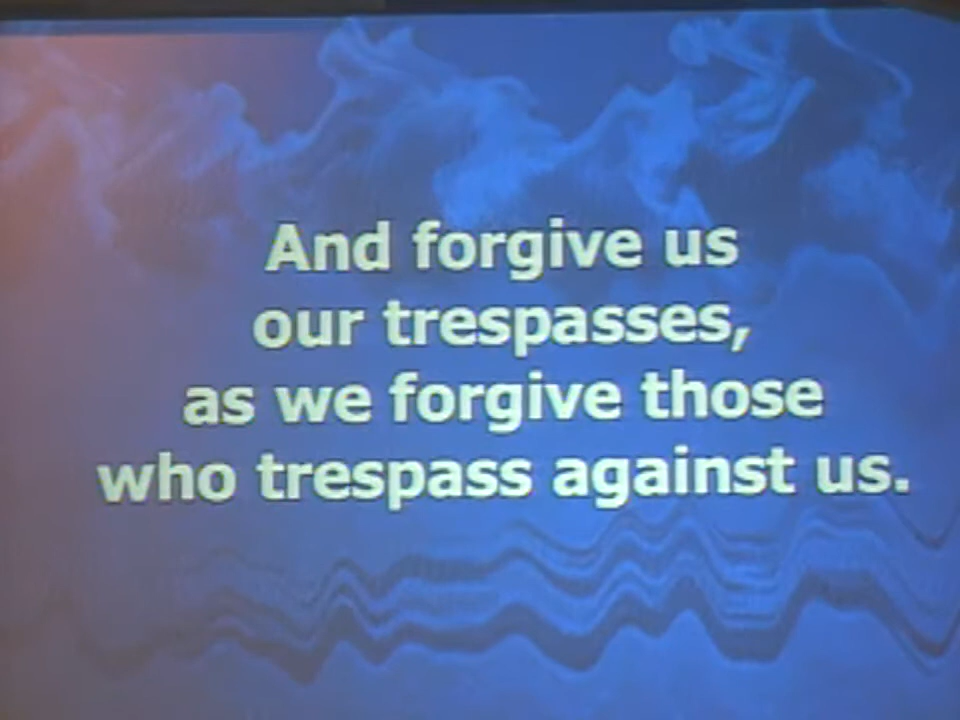 And forgive us
our trespasses,
as we forgive those
who trespass against us.